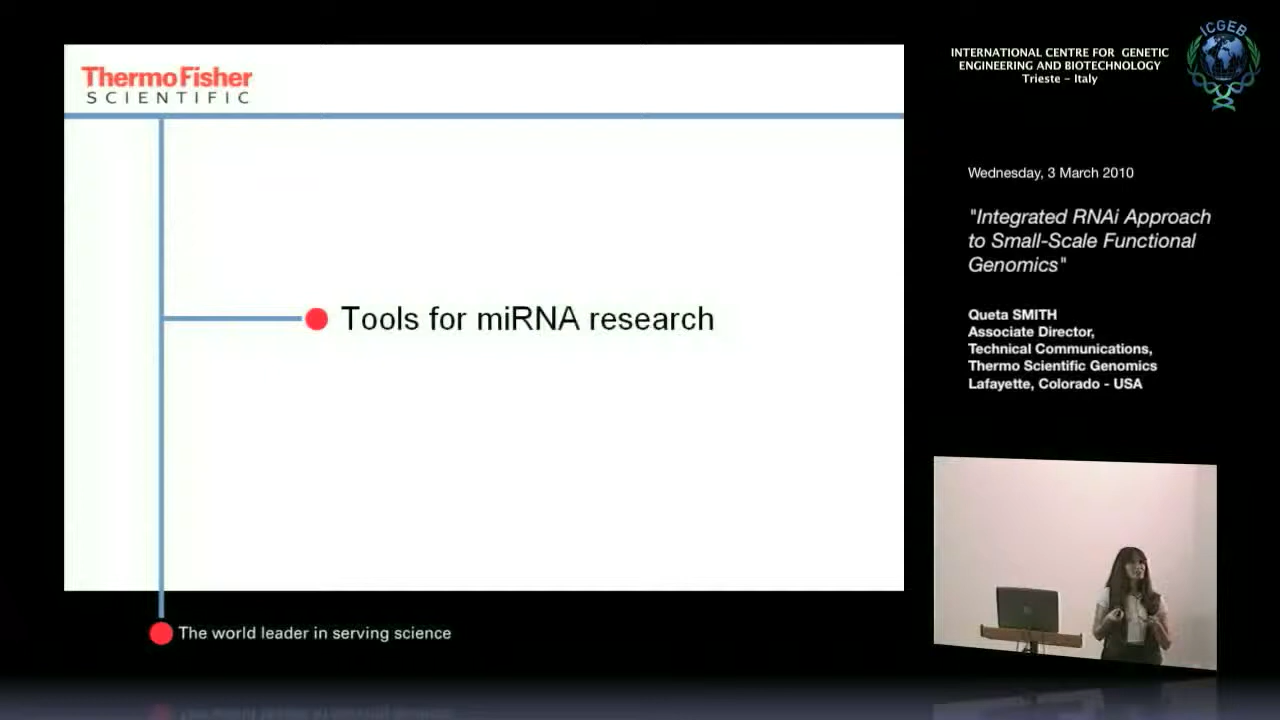 ThermoFisher
SCIENTIFIC
Tools for miRNA research
The world leader in serving science
ICGEB
INTERNATIONAL CENTRE FOR GENETIC
ENGINEERING AND BIOTECHNOLOGY
Trieste – Italy
Wednesday, 3 March 2010
"Integrated RNAi Approach
to Small-Scale Functional
Genomics"
Queta SMITH
Associate Director,
Technical Communications,
Thermo Scientific Genomics
Lafayette, Colorado - USA